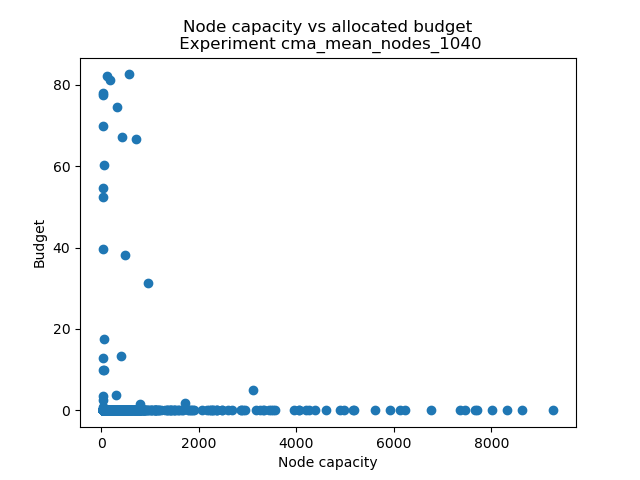 Node capacity vs allocated budget
Experiment cma_mean_nodes_1040
80
60
40
20
0
Budget
0 2000 4000 6000 8000
Node capacity